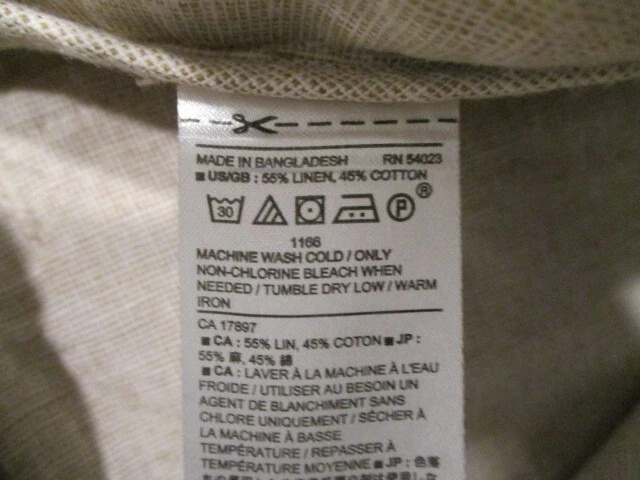 MADE IN BANGLADESH RN 54023
■ US/GB : 55% LINEN, 45% COTTON
30 P ®
1166
MACHINE WASH COLD / ONLY
NON-CHLORINE BLEACH WHEN
NEEDED / TUMBLE DRY LOW / WARM
IRON
CA 17897
■ CA : 55% LIN, 45% COTON ■ JP :
55% 麻, 45% 綿
■ CA : LAVER À LA MACHINE À L'EAU
FROIDE / UTILISER AU BESOIN UN
AGENT DE BLANCHIMENT SANS
CHLORE UNIQUEMENT / SÉCHER À
LA MACHINE À BASSE
TEMPÉRATURE / REPASSER À
TEMPÉRATURE MOYENNE ■ JP : 色落